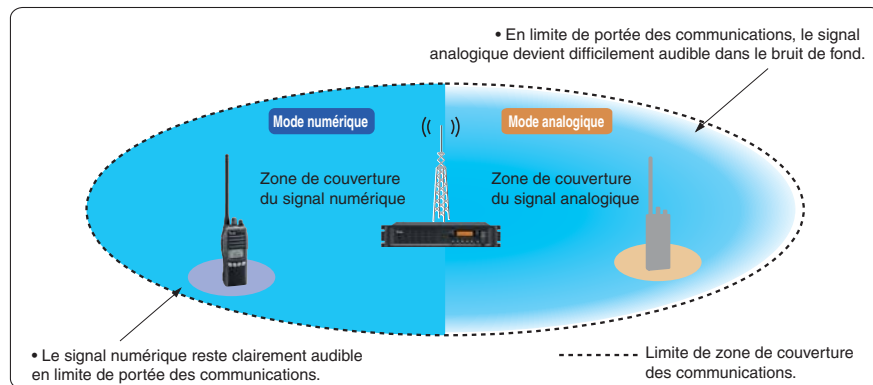 • En limite de portée des communications, le signal
analogique devient difficilement audible dans le bruit de fond.
Mode numérique
Mode analogique
Zone de couverture
du signal numérique
Zone de couverture
du signal analogique
• Le signal numérique reste clairement audible
en limite de portée des communications.
Limite de zone de couverture
des communications.